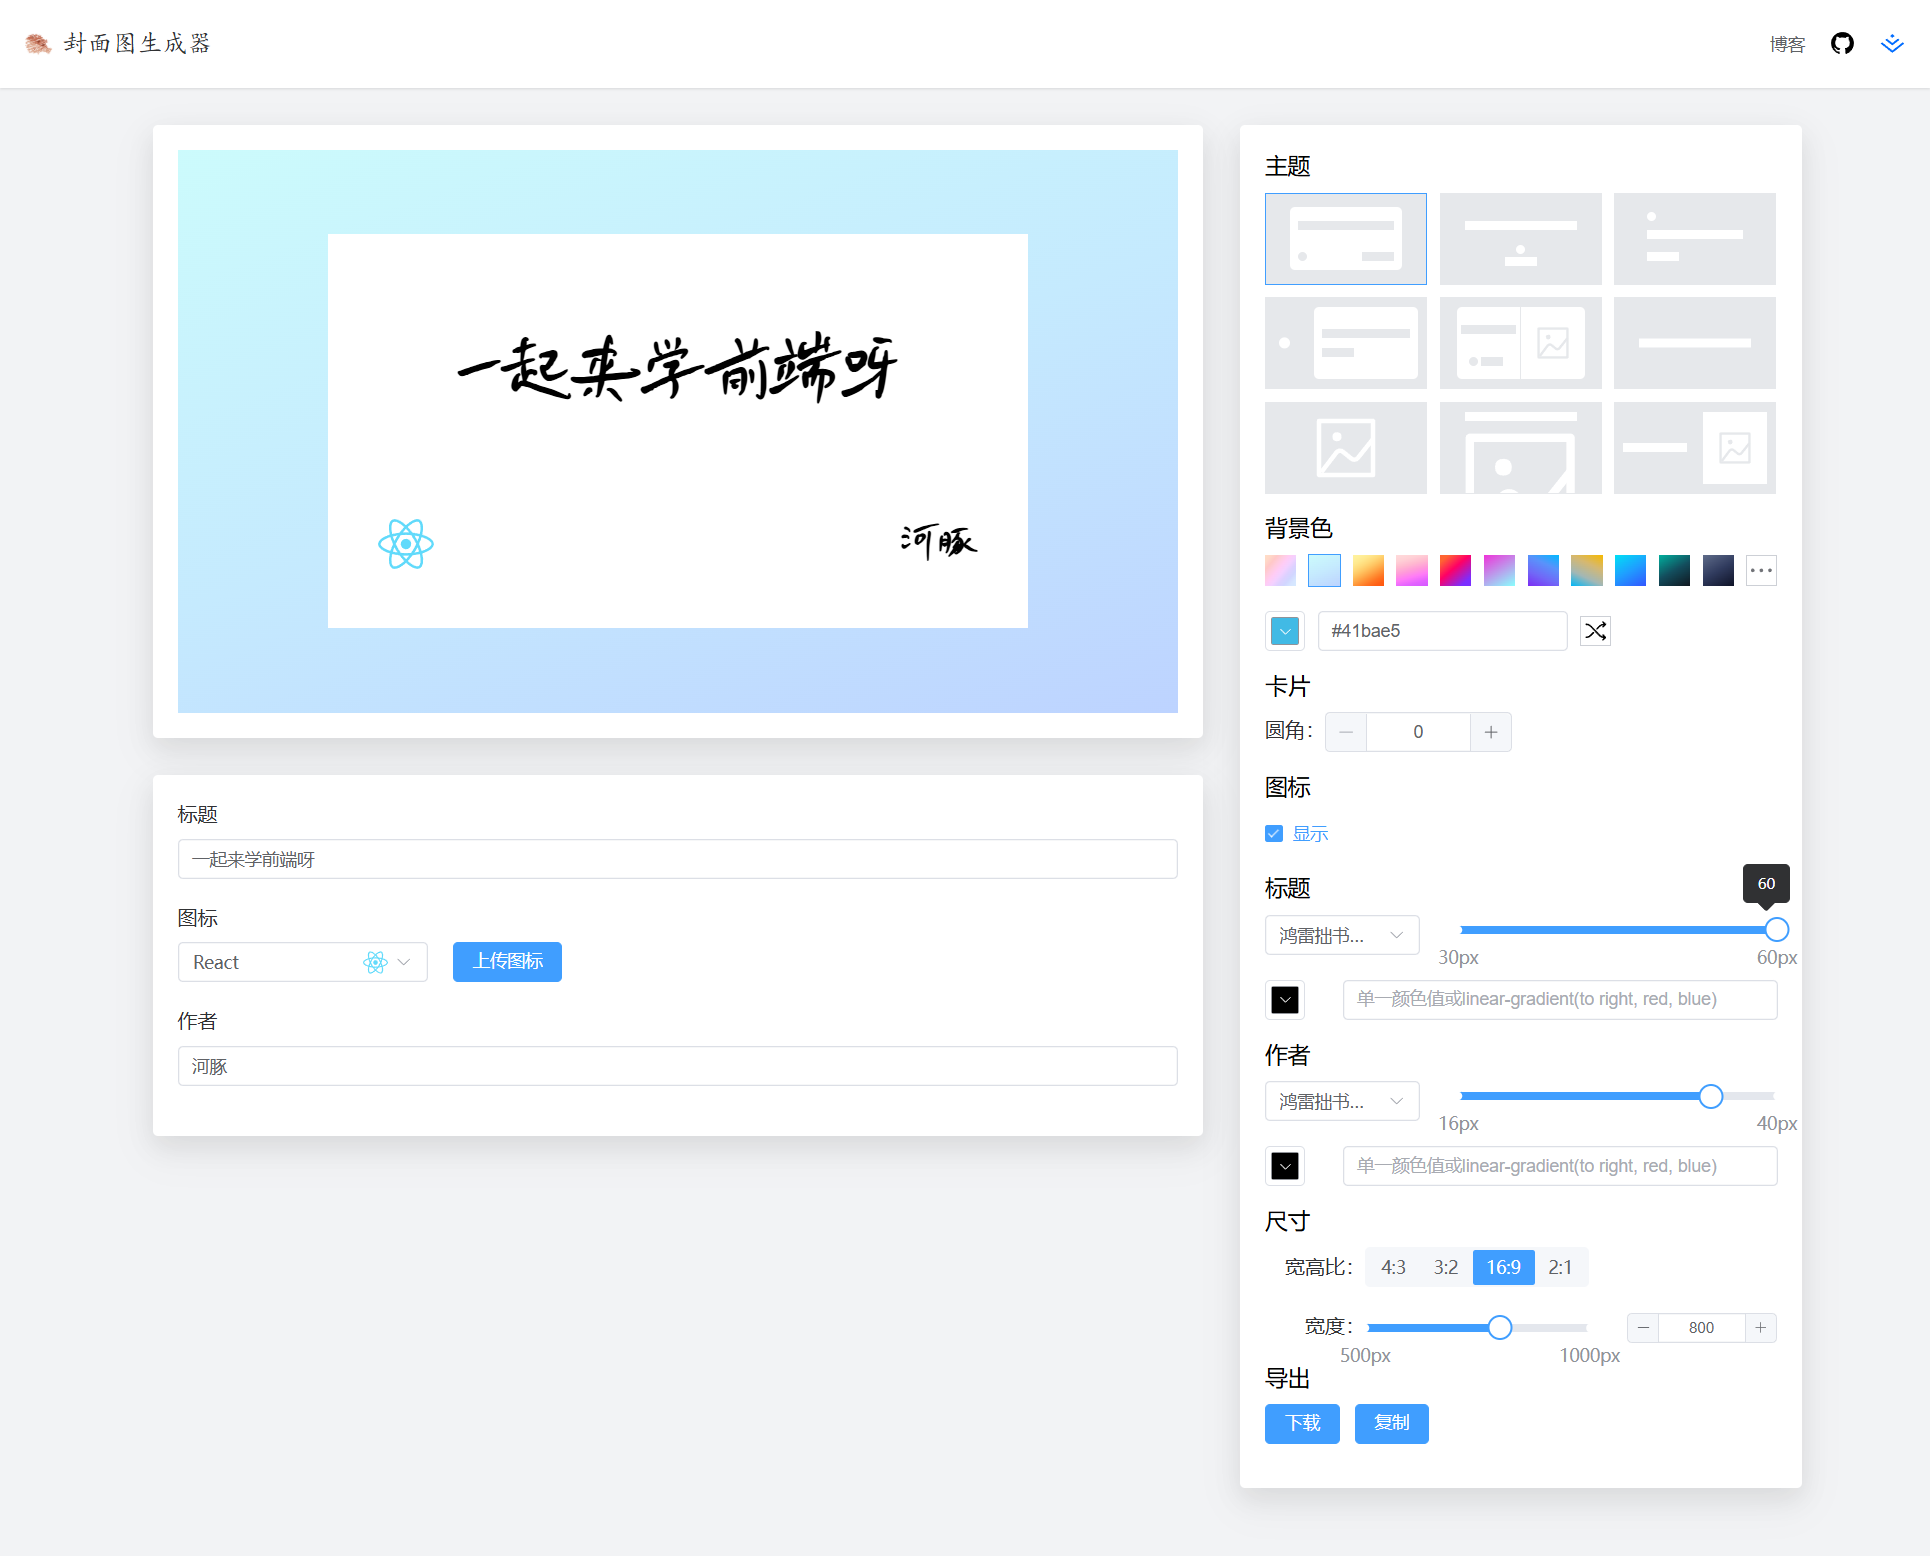 封面图生成器
博客
一起来学前端呀
河豚
标题
一起来学前端呀
图标
React
上传图标
作者
河豚
主题
背景色
#41bae5
卡片
圆角：
0
图标
显示
标题
60
鸿雷拙书...
30px
60px
单一颜色值或linear-gradient(to right, red, blue)
作者
鸿雷拙书...
16px
40px
单一颜色值或linear-gradient(to right, red, blue)
尺寸
宽高比：
4:3 3:2 16:9 2:1
宽度：
800
500px
1000px
导出
下载 复制